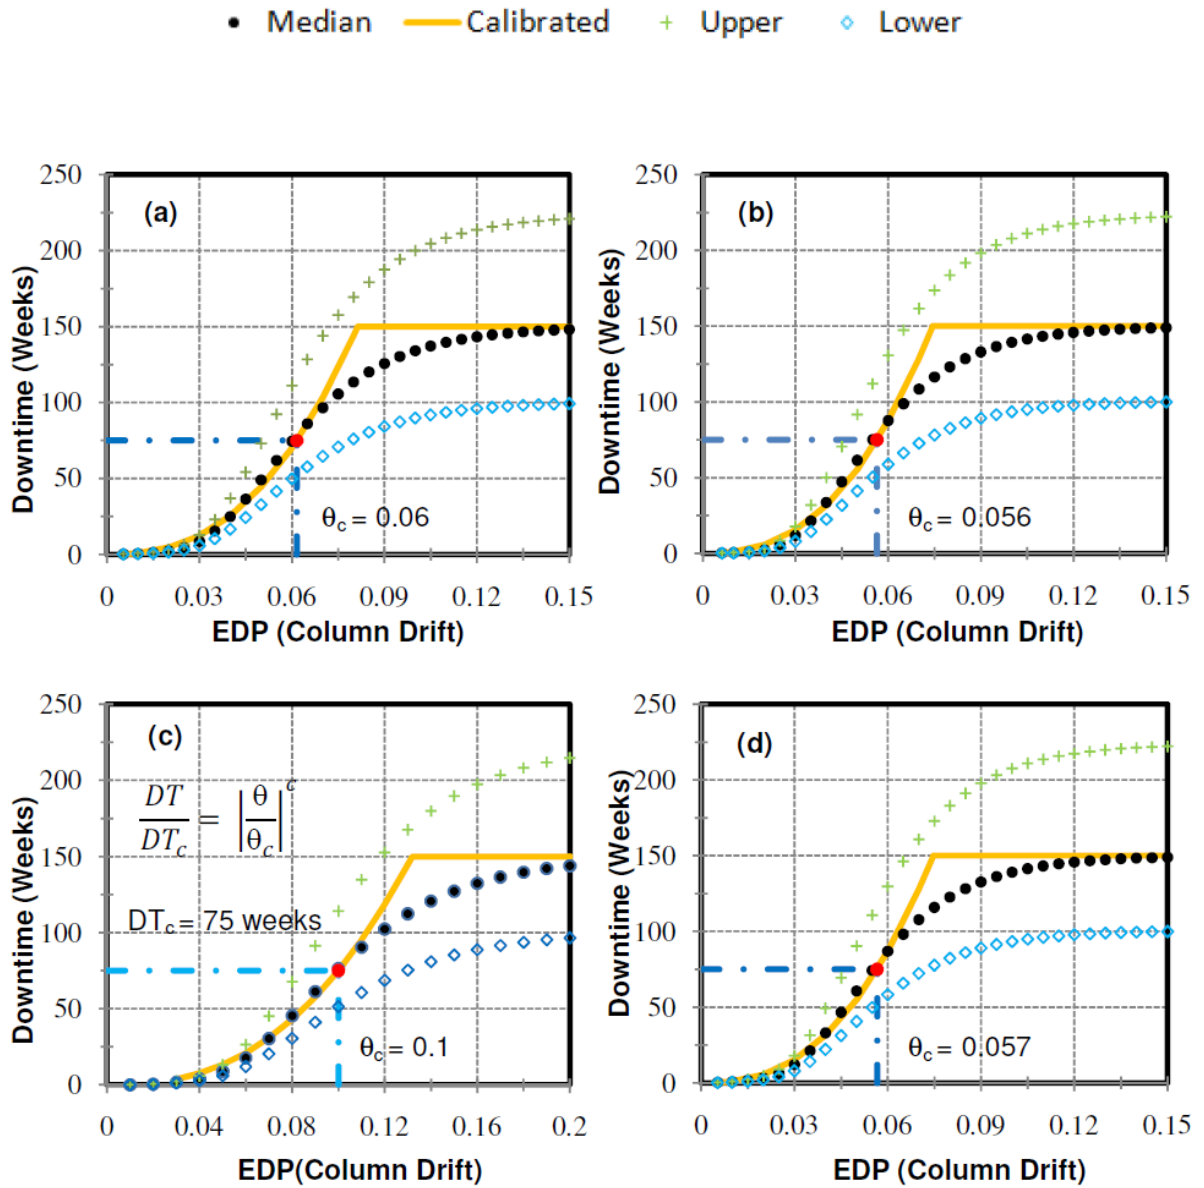 Median Calibrated Upper Lower
250
200
150
100
50
0
Downtime (Weeks)
(a)
θc = 0.06
0 0.03 0.06 0.09 0.12 0.15
EDP (Column Drift)
250
200
150
100
50
0
Downtime (Weeks)
(b)
θc = 0.056
0 0.03 0.06 0.09 0.12 0.15
EDP (Column Drift)
250
200
150
100
50
0
Downtime (Weeks)
(c)
DT/DTc = |θ/θc|^c
DTc = 75 weeks
θc = 0.1
0 0.04 0.08 0.12 0.16 0.2
EDP(Column Drift)
250
200
150
100
50
0
Downtime (Weeks)
(d)
θc = 0.057
0 0.03 0.06 0.09 0.12 0.15
EDP (Column Drift)